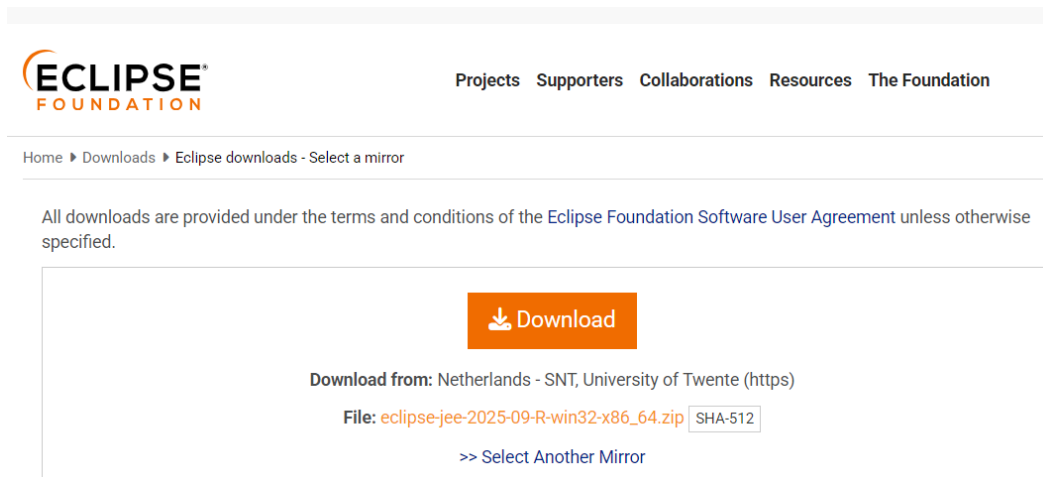 ECLIPSE®
FOUNDATION
Projects Supporters Collaborations Resources The Foundation
Home Downloads Eclipse downloads - Select a mirror
All downloads are provided under the terms and conditions of the Eclipse Foundation Software User Agreement unless otherwise
specified.
Download
Download from: Netherlands - SNT, University of Twente (https)
File: eclipse-jee-2025-09-R-win32-x86_64.zip SHA-512
>> Select Another Mirror